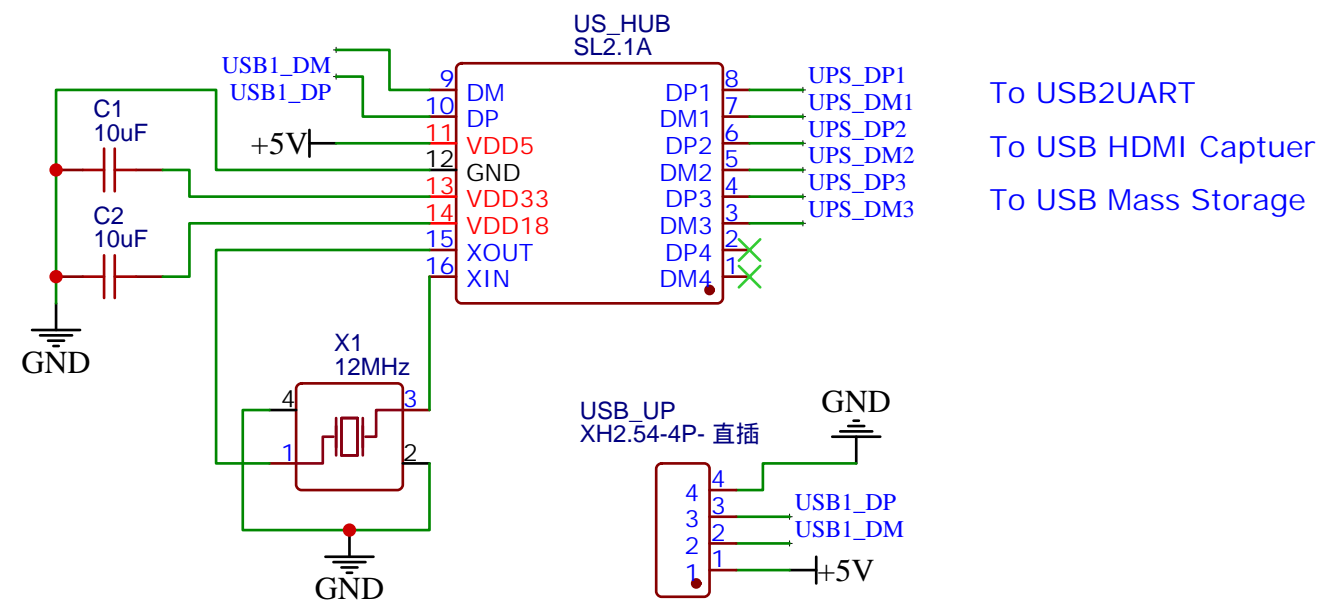 US_HUB
SL2.1A
USB1_DM
USB1_DP
+5V
C1
10uF
C2
10uF
GND
9 DM
10 DP
11 VDD5
12 GND
13 VDD33
14 VDD18
15 XOUT
16 XIN
DP1 8 UPS_DP1
DM1 7 UPS_DM1
DP2 6 UPS_DP2
DM2 5 UPS_DM2
DP3 4 UPS_DP3
DM3 3 UPS_DM3
DP4 2
DM4 1
To USB2UART
To USB HDMI Captuer
To USB Mass Storage
X1
12MHz
4 3
1 2
GND
USB_UP
XH2.54-4P- 直插
GND
4 4
3 3 USB1_DP
2 2 USB1_DM
1 1 +5V